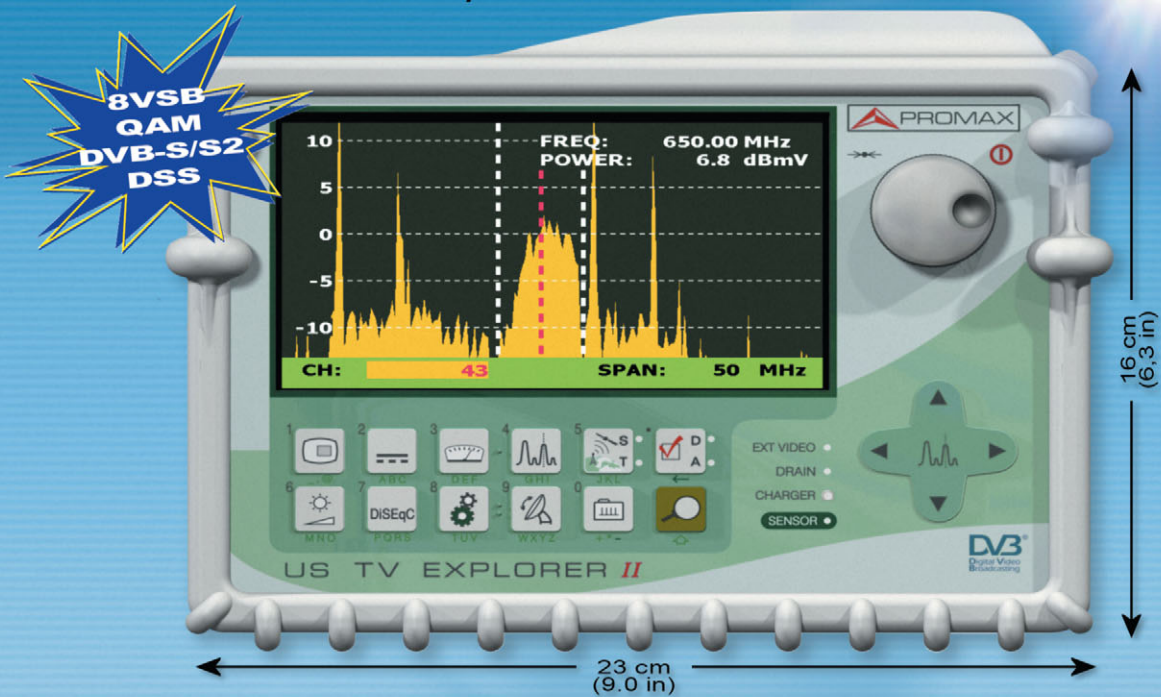 8VSB
QAM
DVB-S/S2
DSS
PROMAX
10
5
0
-5
-10
FREQ: 650.00 MHz
POWER: 6.8 dBmV
CH: 43 SPAN: 50 MHz
1 2 3 4 5 * S D
T A
.@ ABC DEF GHI JKL
6 7 8 9 0
DiSEqC
MNO PQRS TUV WXYZ +*-
EXT VIDEO
DRAIN
CHARGER
SENSOR
US TV EXPLORER II
DVB®
Digital Video
Broadcasting
16 cm
(6,3 in)
23 cm
(9.0 in)